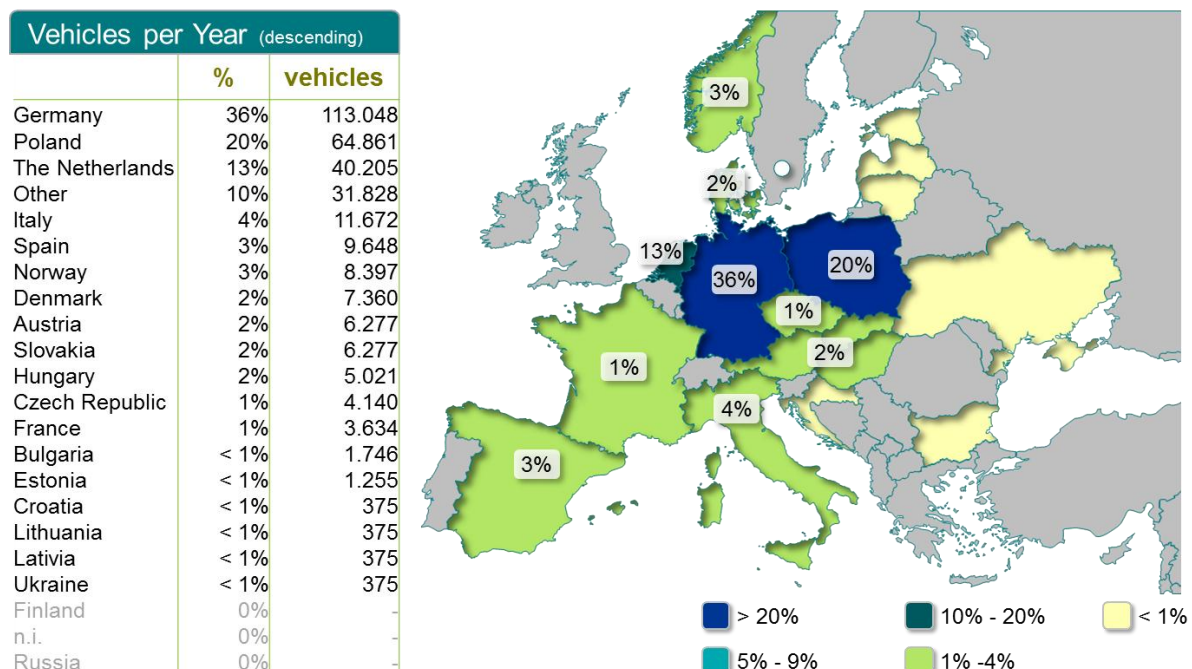 Vehicles per Year (descending)
% vehicles
Germany 36% 113.048
Poland 20% 64.861
The Netherlands 13% 40.205
Other 10% 31.828
Italy 4% 11.672
Spain 3% 9.648
Norway 3% 8.397
Denmark 2% 7.360
Austria 2% 6.277
Slovakia 2% 6.277
Hungary 2% 5.021
Czech Republic 1% 4.140
France 1% 3.634
Bulgaria < 1% 1.746
Estonia < 1% 1.255
Croatia < 1% 375
Lithuania < 1% 375
Lativia < 1% 375
Ukraine < 1% 375
Finland 0% -
n.i. 0% -
Russia 0% -
3%
2%
13%
36%
20%
1%
2%
1%
4%
3%
> 20%
10% - 20%
< 1%
5% - 9%
1% -4%